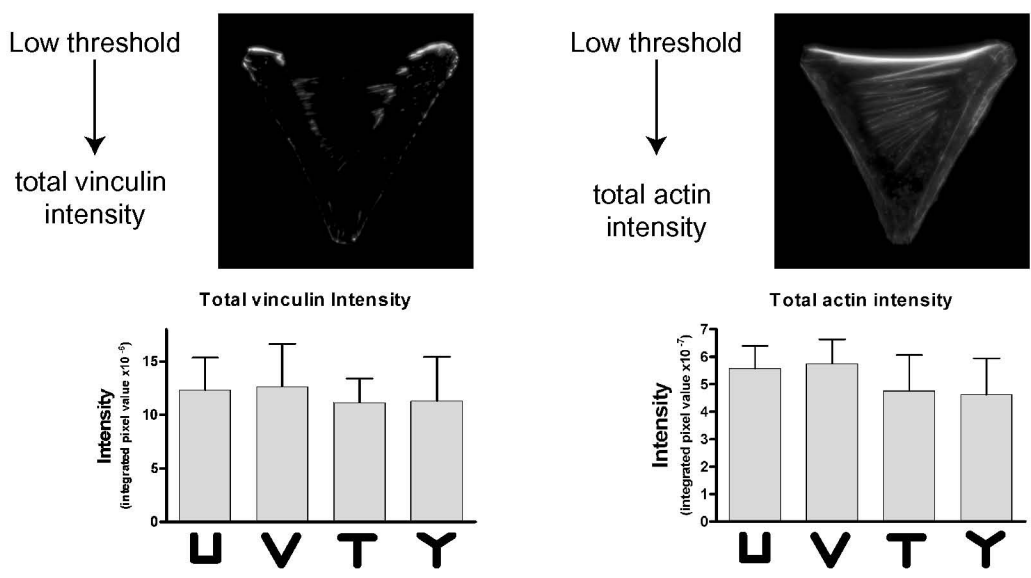 Low threshold
total vinculin
intensity
Low threshold
total actin
intensity
Total vinculin Intensity
Intensity
(integrated pixel value x10⁻⁶)
15
10
5
0
U V T Y
Total actin intensity
Intensity
(integrated pixel value x10⁻⁷)
7
6
5
4
3
2
1
0
U V T Y